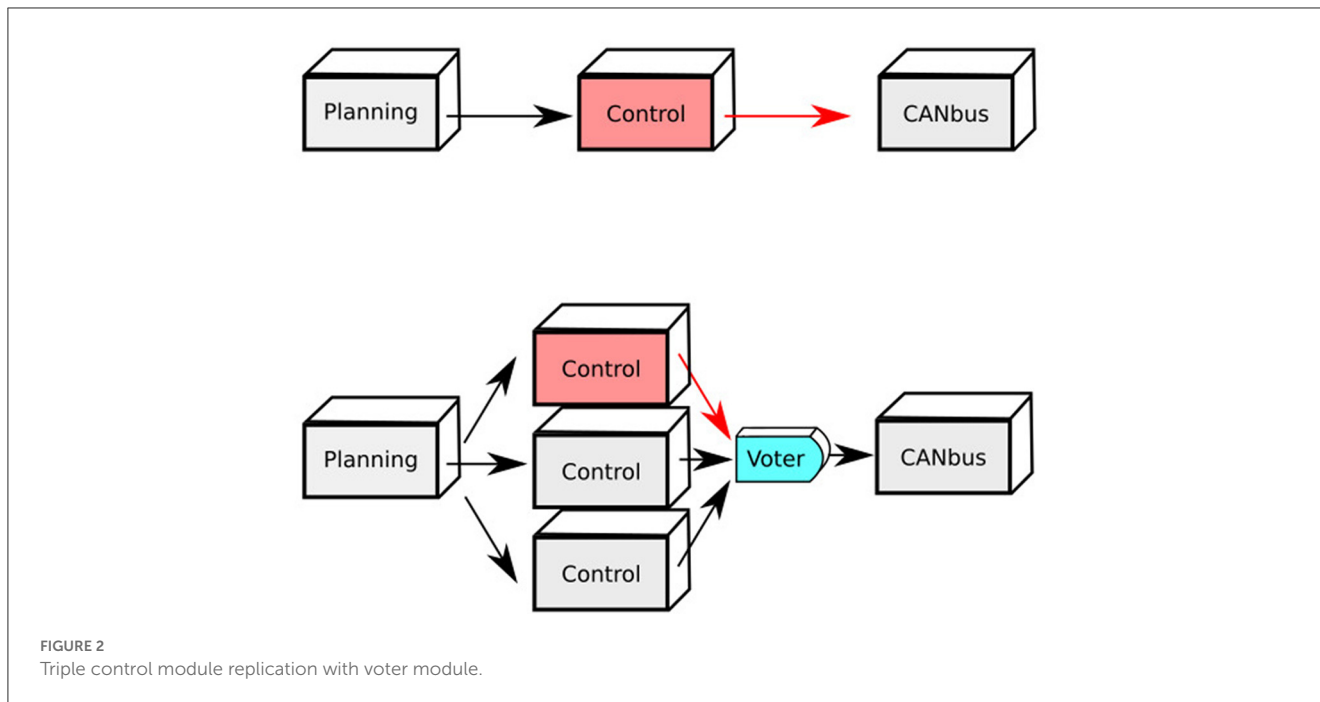 Planning
Control
CANbus
Control
Planning
Control
Voter
CANbus
Control
FIGURE 2
Triple control module replication with voter module.